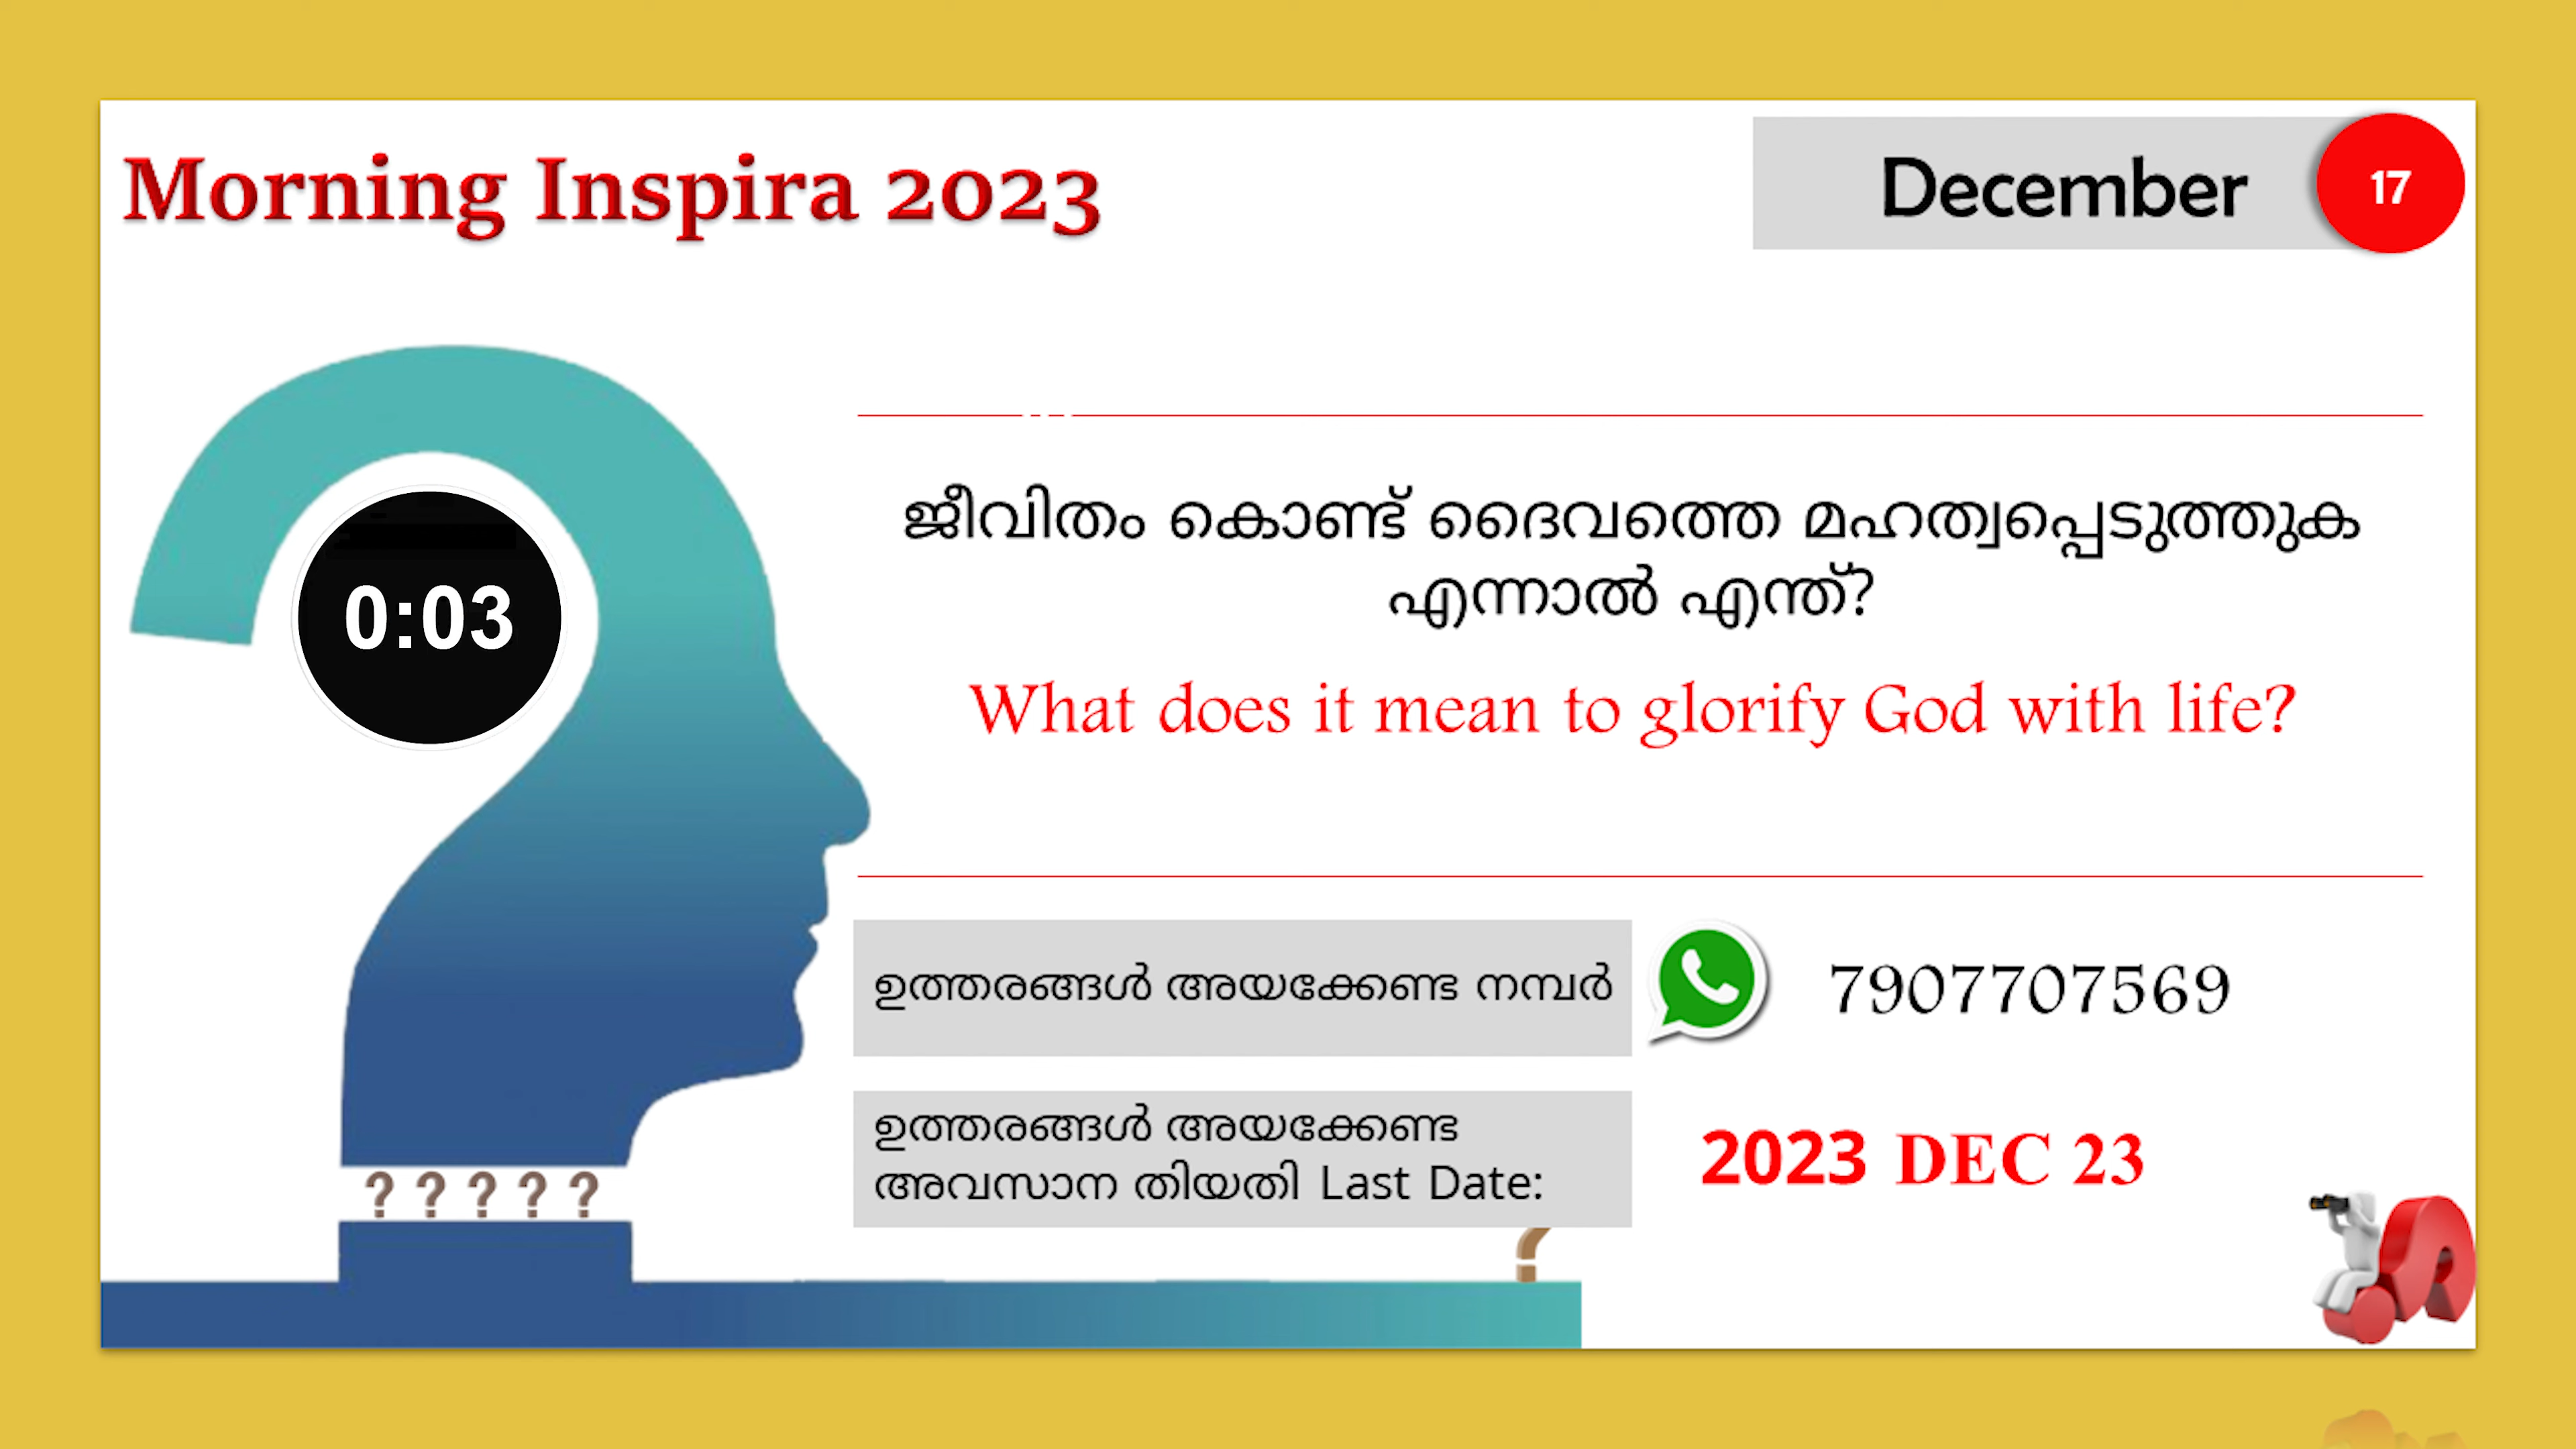 Morning Inspira 2023
December
17
0:03
ജീവിതം കൊണ്ട് ദൈവത്തെ മഹത്വപ്പെടുത്തുക
എന്നാൽ എന്ത്?
What does it mean to glorify God with life?
ഉത്തരങ്ങൾ അയക്കേണ്ട നമ്പർ
7907707569
ഉത്തരങ്ങൾ അയക്കേണ്ട
അവസാന തിയതി Last Date:
2023 DEC 23
? ? ? ? ?
?